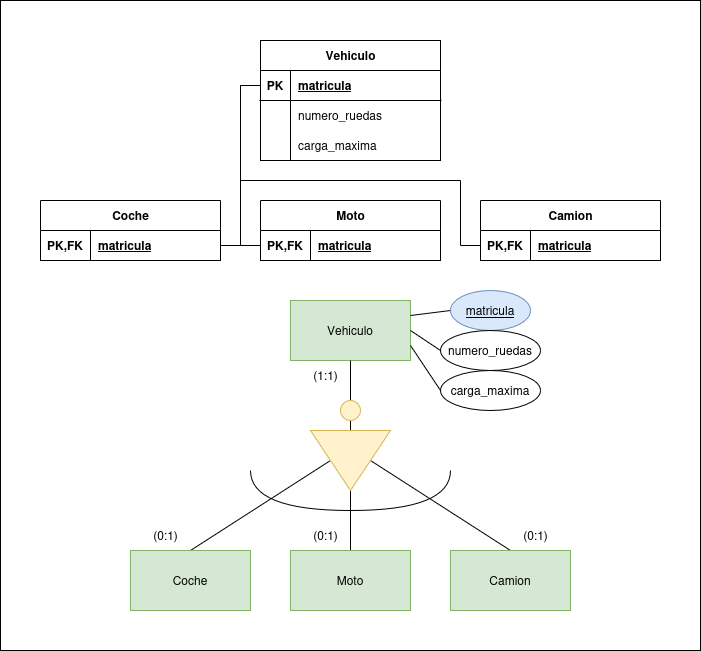 Vehiculo
PK matricula
numero_ruedas
carga_maxima
Coche
PK,FK matricula
Moto
PK,FK matricula
Camion
PK,FK matricula
Vehiculo
matricula
numero_ruedas
carga_maxima
(1:1)
(0:1)
(0:1)
(0:1)
Coche
Moto
Camion